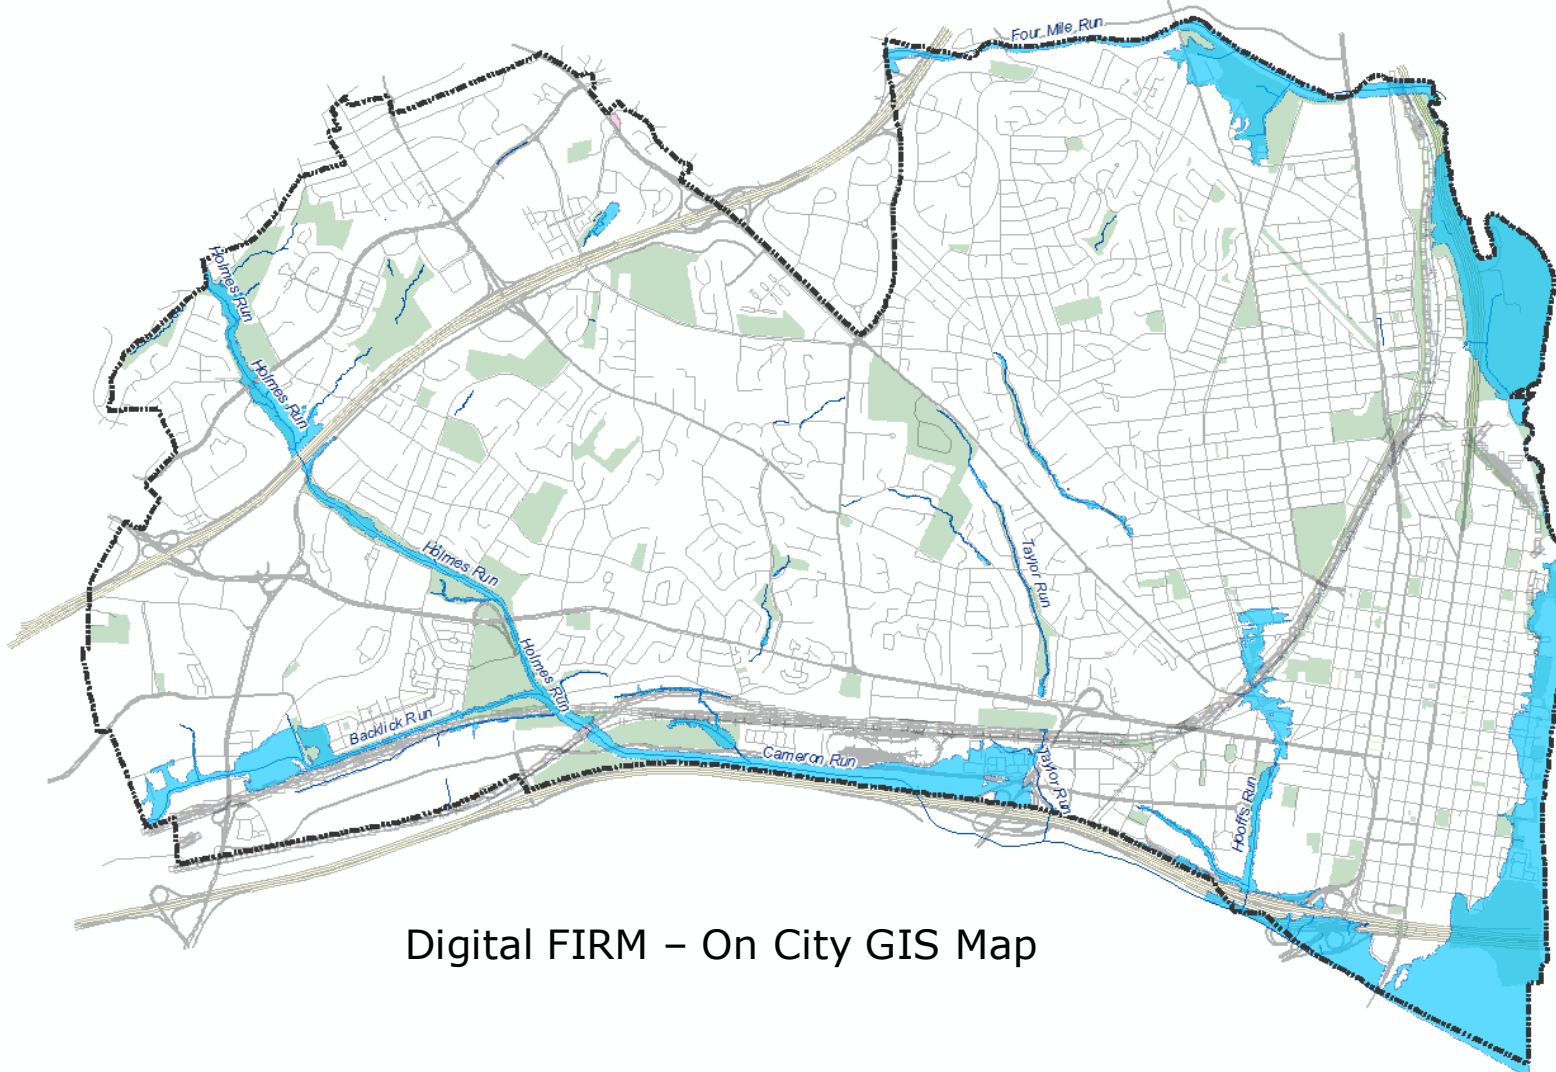 Four Mile Run
Holmes Run
Holmes Run
Holmes Run
Taylor Run
Holmes Run
Backlick Run
Cameron Run
Taylor Run
Hooffs Run
Digital FIRM – On City GIS Map